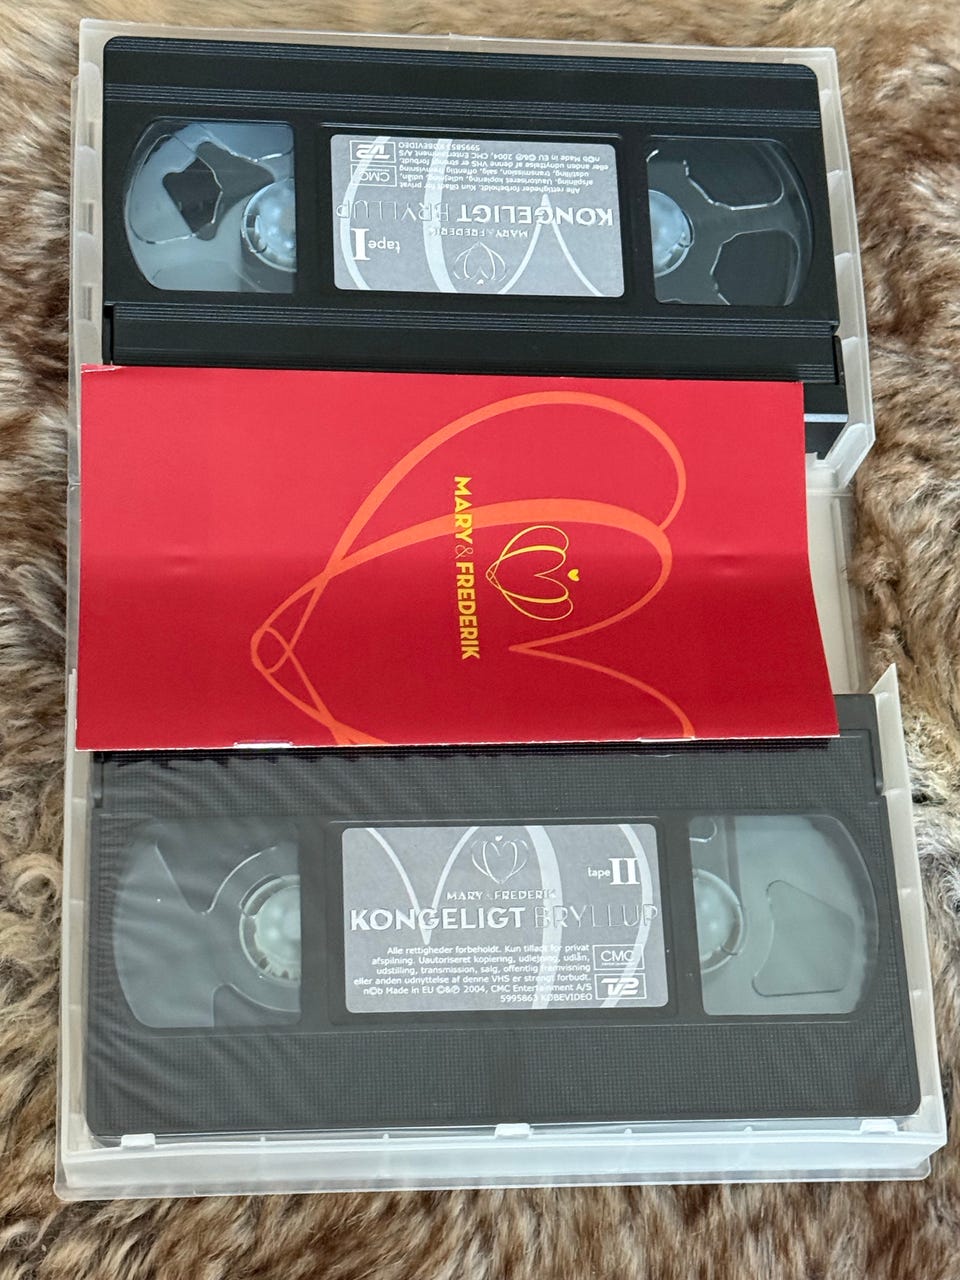 tape I
MARY & FREDERIK
KONGELIGT BRYLLUP
Alle rettigheder forbeholdt. Kun tilladt for privat
afspilning. Uautoriseret kopiering, udlejning, udlån,
udstilling, transmission, salg, offentlig fremvisning
eller anden udnyttelse af denne VHS er strengt forbudt.
n©b Made in EU ©&℗ 2004, CMC Entertainment A/S
KØBEVIDEO
CMC
TV2
MARY & FREDERIK
tape II
MARY & FREDERIK
KONGELIGT BRYLLUP
Alle rettigheder forbeholdt. Kun tilladt for privat
afspilning. Uautoriseret kopiering, udlejning, udlån,
udstilling, transmission, salg, offentlig fremvisning
eller anden udnyttelse af denne VHS er strengt forbudt.
n©b Made in EU ©&℗ 2004, CMC Entertainment A/S
5995863 KØBEVIDEO
CMC
TV2